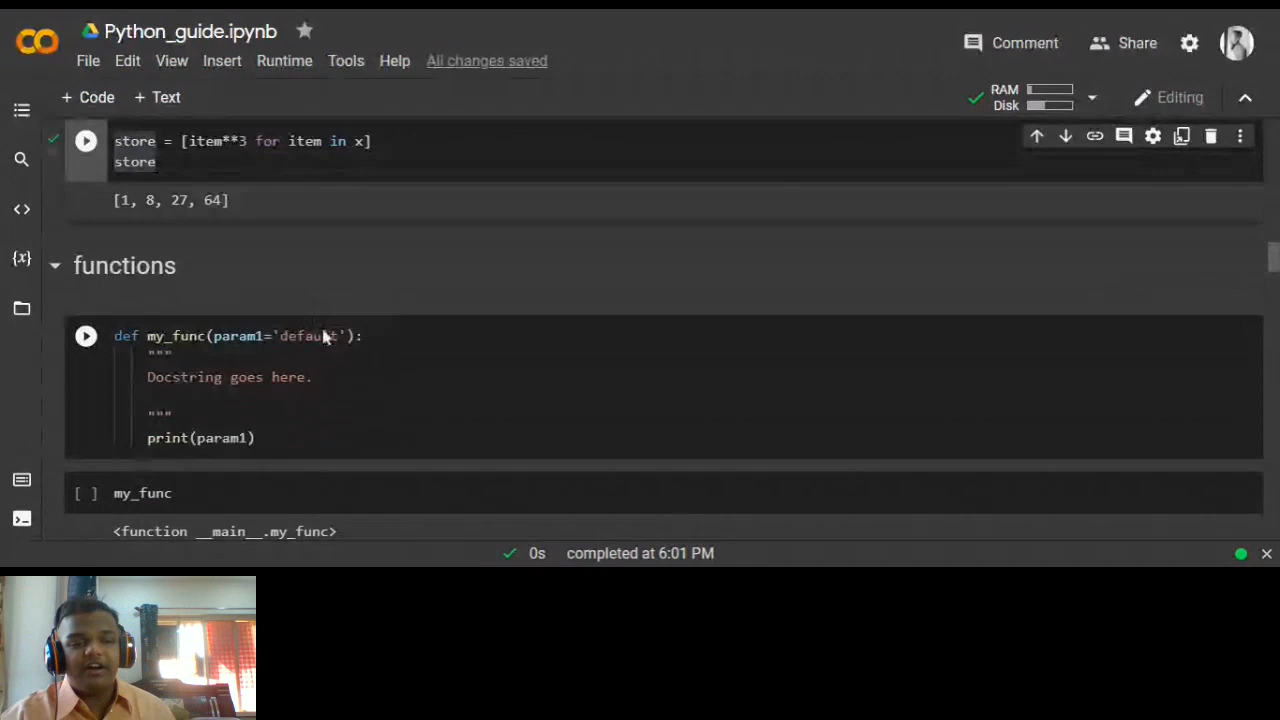 Python_guide.ipynb
Comment
Share
File Edit View Insert Runtime Tools Help All changes saved
+ Code + Text
RAM
Disk
Editing
store = [item**3 for item in x]
store
[1, 8, 27, 64]
functions
def my_func(param1='default'):
"""
Docstring goes here.
"""
print(param1)
[ ] my_func
<function __main__.my_func>
0s completed at 6:01 PM